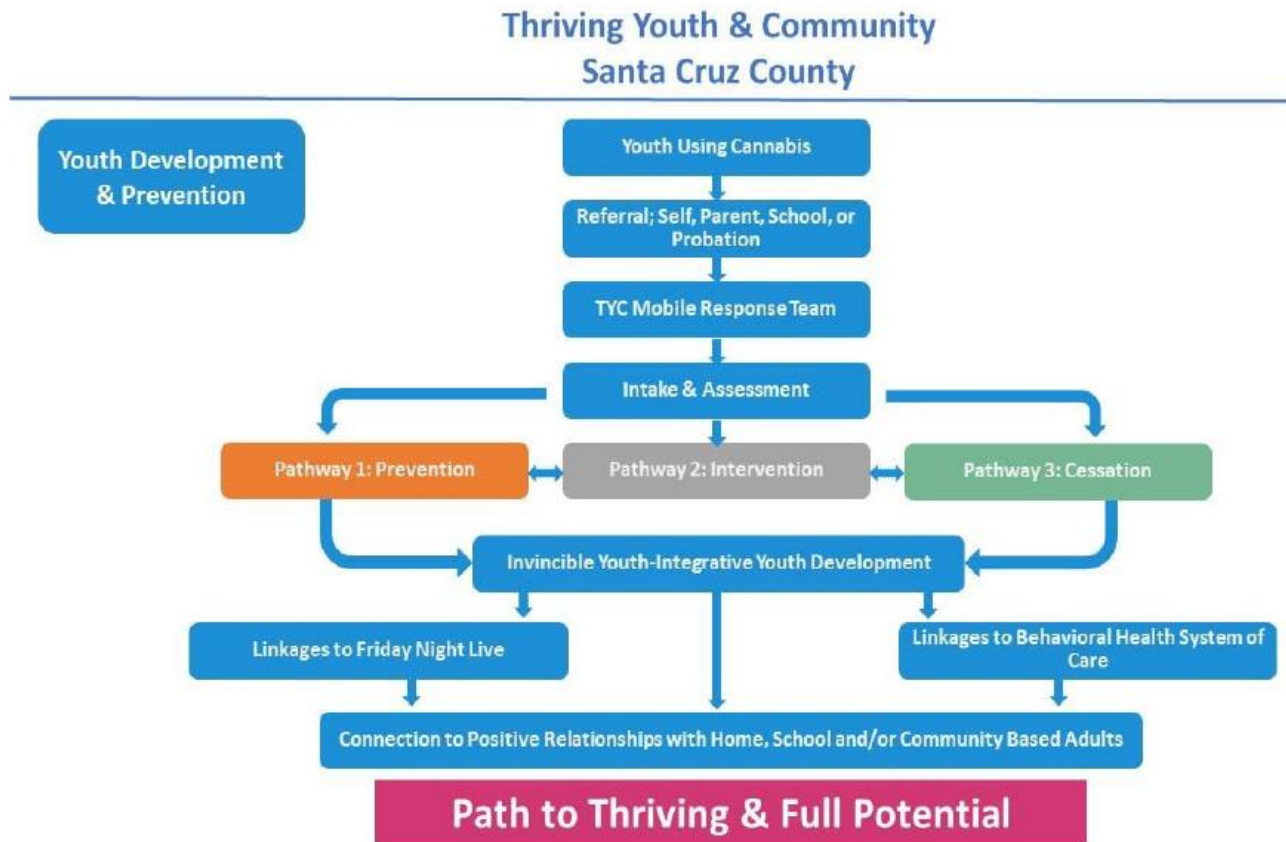 Thriving Youth & Community
Santa Cruz County
Youth Development
& Prevention
Youth Using Cannabis
Referral; Self, Parent, School, or
Probation
TYC Mobile Response Team
Intake & Assessment
Pathway 1: Prevention
Pathway 2: Intervention
Pathway 3: Cessation
Invincible Youth-Integrative Youth Development
Linkages to Friday Night Live
Linkages to Behavioral Health System of
Care
Connection to Positive Relationships with Home, School and/or Community Based Adults
Path to Thriving & Full Potential